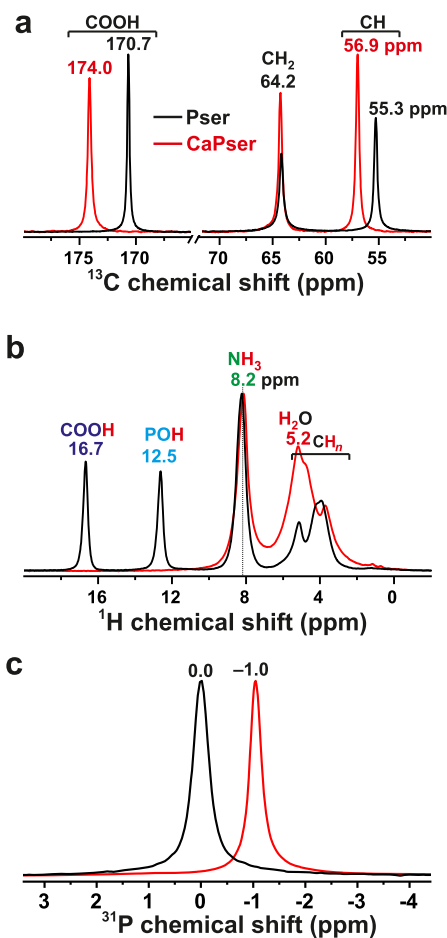 a
COOH
CH
170.7
56.9 ppm
174.0
CH2
64.2
55.3 ppm
Pser
CaPser
175 170 70 65 60 55
13C chemical shift (ppm)
b
NH3
8.2 ppm
COOH
16.7
POH
12.5
H2O
5.2 CHn
16 12 8 4 0
1H chemical shift (ppm)
c
0.0 –1.0
3 2 1 0 -1 -2 -3 -4
31P chemical shift (ppm)